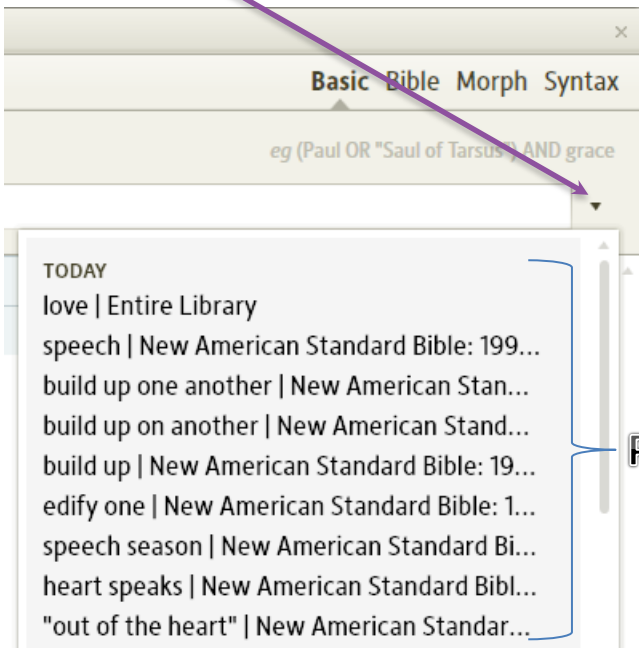 Basic Bible Morph Syntax
eg (Paul OR "Saul of Tarsus") AND grace
TODAY
love | Entire Library
speech | New American Standard Bible: 199...
build up one another | New American Stan...
build up on another | New American Stand...
build up | New American Standard Bible: 19...
edify one | New American Standard Bible: 1...
speech season | New American Standard Bi...
heart speaks | New American Standard Bibl...
"out of the heart" | New American Standar...